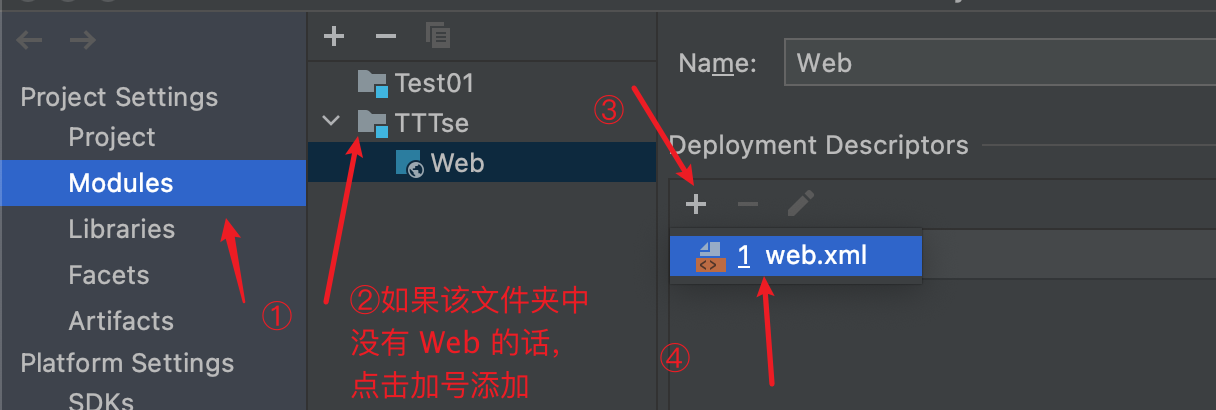 Project Settings
Project
Modules
Libraries
Facets
Artifacts
Platform Settings
SDKs
①
Test01
TTTse
Web
②如果该文件夹中
没有 Web 的话,
点击加号添加
Name:
Web
③
Deployment Descriptors
1 web.xml
④